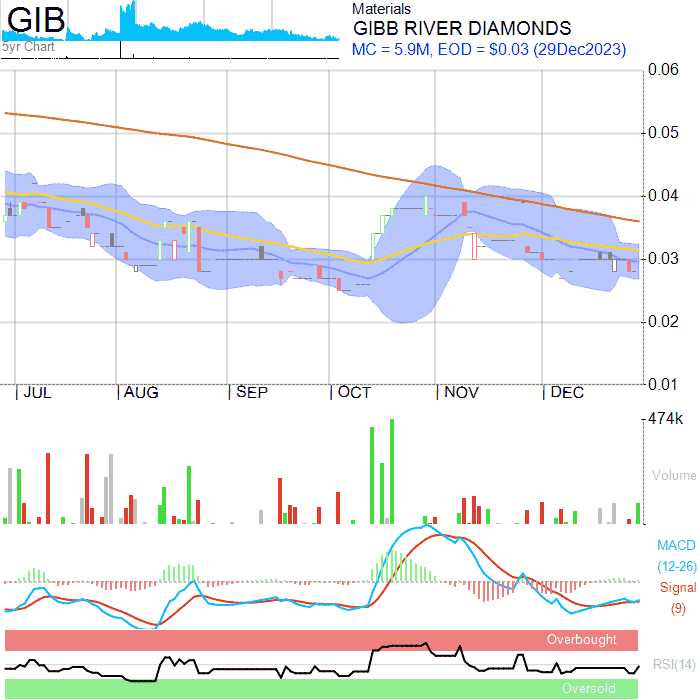 GIB
5yr Chart
Materials
GIBB RIVER DIAMONDS
MC = 5.9M, EOD = $0.03 (29Dec2023)
0.06
0.05
0.04
0.03
0.02
0.01
JUL AUG SEP OCT NOV DEC
474k
Volume
MACD
(12-26)
Signal
(9)
Overbought
RSI(14)
Oversold